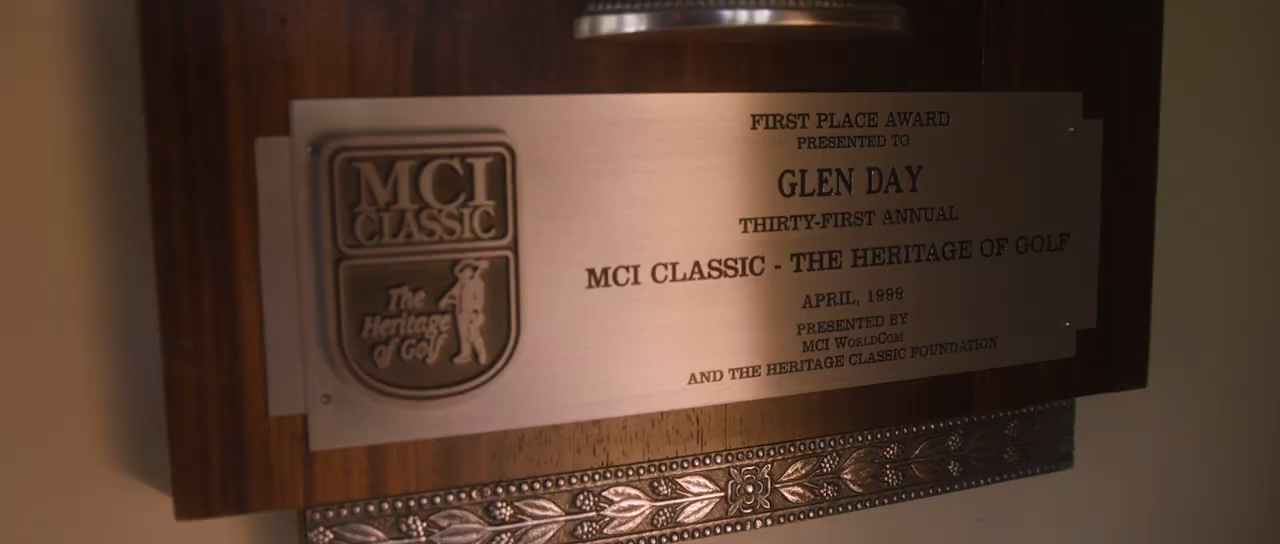 MCI
CLASSIC
The
Heritage
of Golf
FIRST PLACE AWARD
PRESENTED TO
GLEN DAY
THIRTY-FIRST ANNUAL
MCI CLASSIC - THE HERITAGE OF GOLF
APRIL, 1999
PRESENTED BY
MCI WORLDCOM
AND THE HERITAGE CLASSIC FOUNDATION